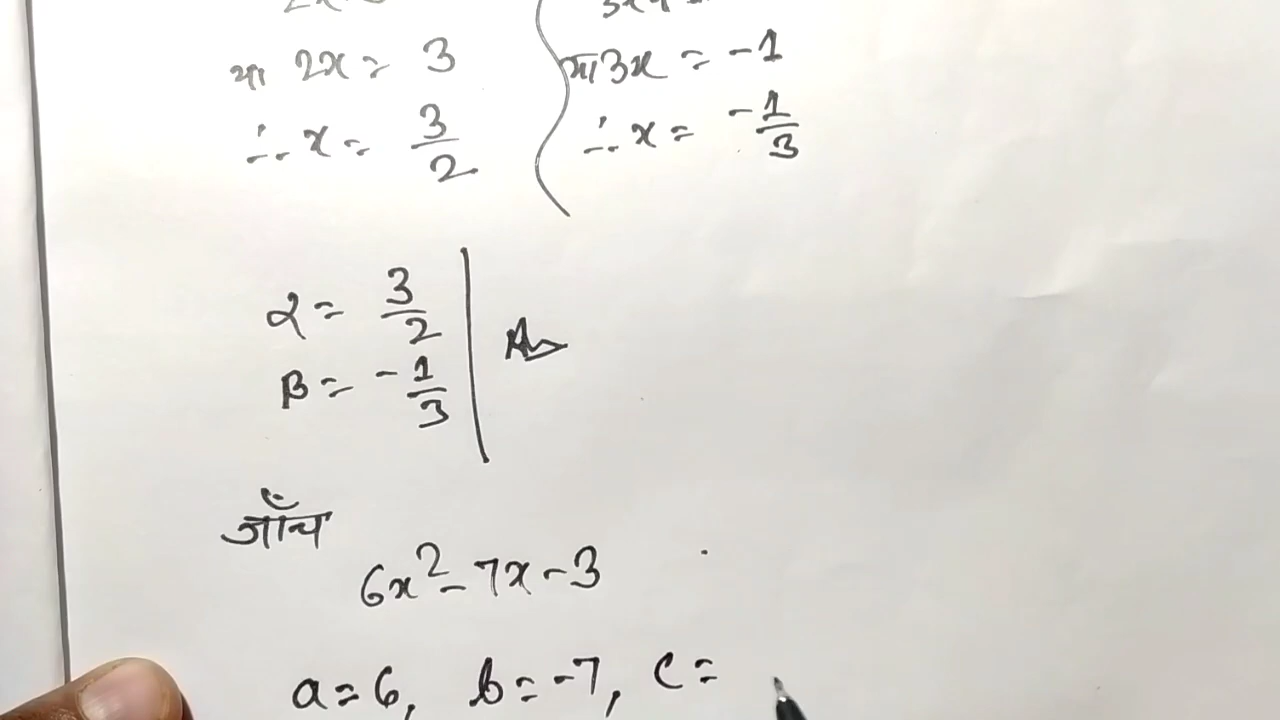 या 2x = 3
∴ x = 3/2
या 3x = -1
∴ x = -1/3
α = 3/2
β = -1/3
Ans
जाँच
6x² - 7x - 3
a = 6, b = -7, c =